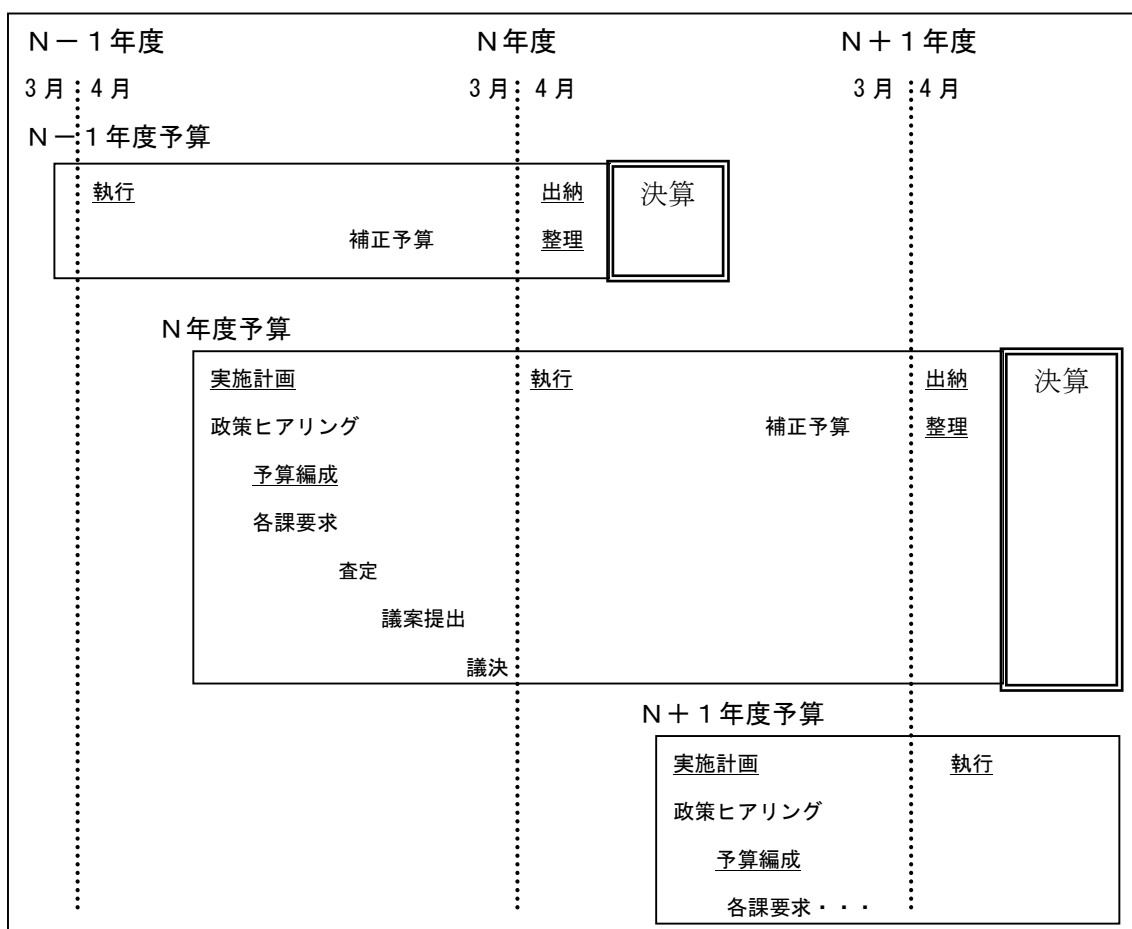 N－１年度 N年度 N＋１年度
3月 4月 3月 4月 3月 4月
N－１年度予算
執行 出納 決算
補正予算 整理
N年度予算
実施計画 執行 出納 決算
政策ヒアリング 補正予算 整理
予算編成
各課要求
査定
議案提出
議決
N＋１年度予算
実施計画 執行
政策ヒアリング
予算編成
各課要求・・・